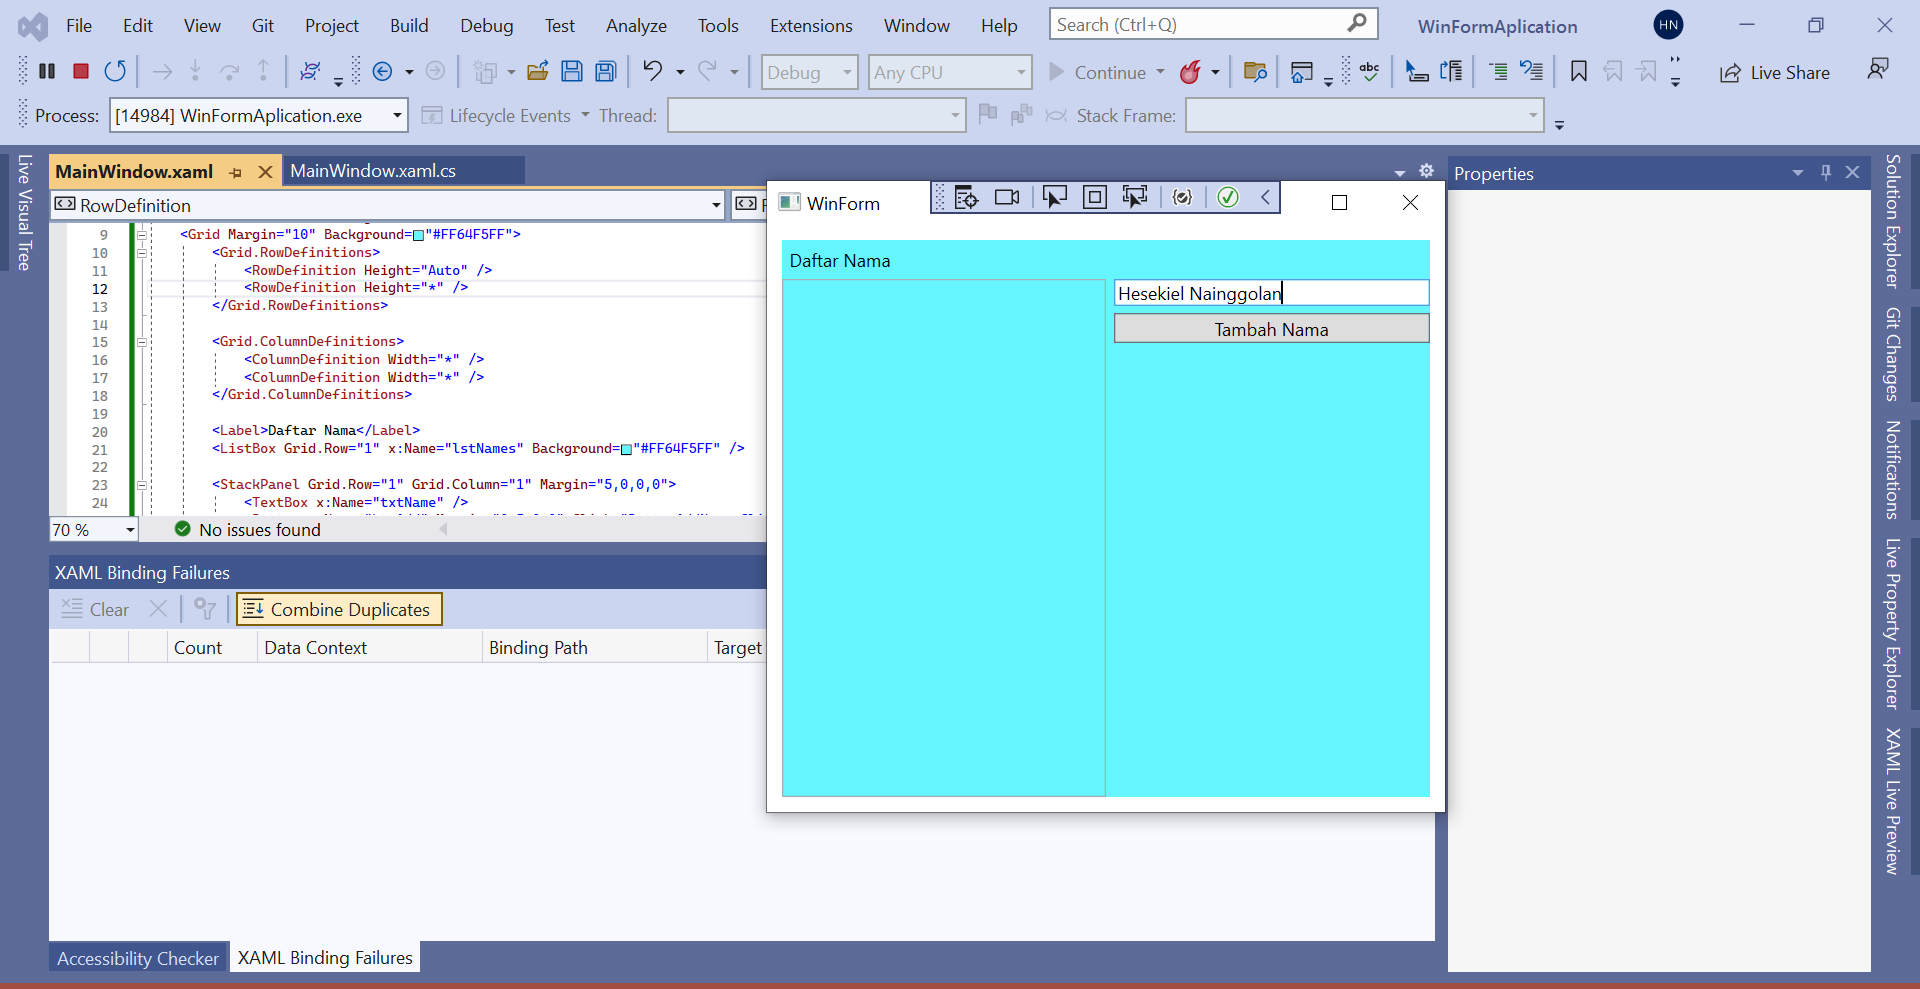 File Edit View Git Project Build Debug Test Analyze Tools Extensions Window Help Search (Ctrl+Q) WinFormAplication HN
Debug Any CPU Continue abc Live Share
Process: [14984] WinFormAplication.exe Lifecycle Events Thread: Stack Frame:
Live Visual Tree
MainWindow.xaml MainWindow.xaml.cs
RowDefinition
9 <Grid Margin="10" Background="#FF64F5FF">
10 <Grid.RowDefinitions>
11 <RowDefinition Height="Auto" />
12 <RowDefinition Height="*" />
13 </Grid.RowDefinitions>
14
15 <Grid.ColumnDefinitions>
16 <ColumnDefinition Width="*" />
17 <ColumnDefinition Width="*" />
18 </Grid.ColumnDefinitions>
19
20 <Label>Daftar Nama</Label>
21 <ListBox Grid.Row="1" x:Name="lstNames" Background="#FF64F5FF" />
22
23 <StackPanel Grid.Row="1" Grid.Column="1" Margin="5,0,0,0">
24 <TextBox x:Name="txtName" />
70 % No issues found
XAML Binding Failures
Clear Combine Duplicates
Count Data Context Binding Path Target
Accessibility Checker XAML Binding Failures
WinForm
Daftar Nama
Hesekiel Nainggolan
Tambah Nama
Properties
Solution Explorer
Git Changes
Notifications
Live Property Explorer
XAML Live Preview